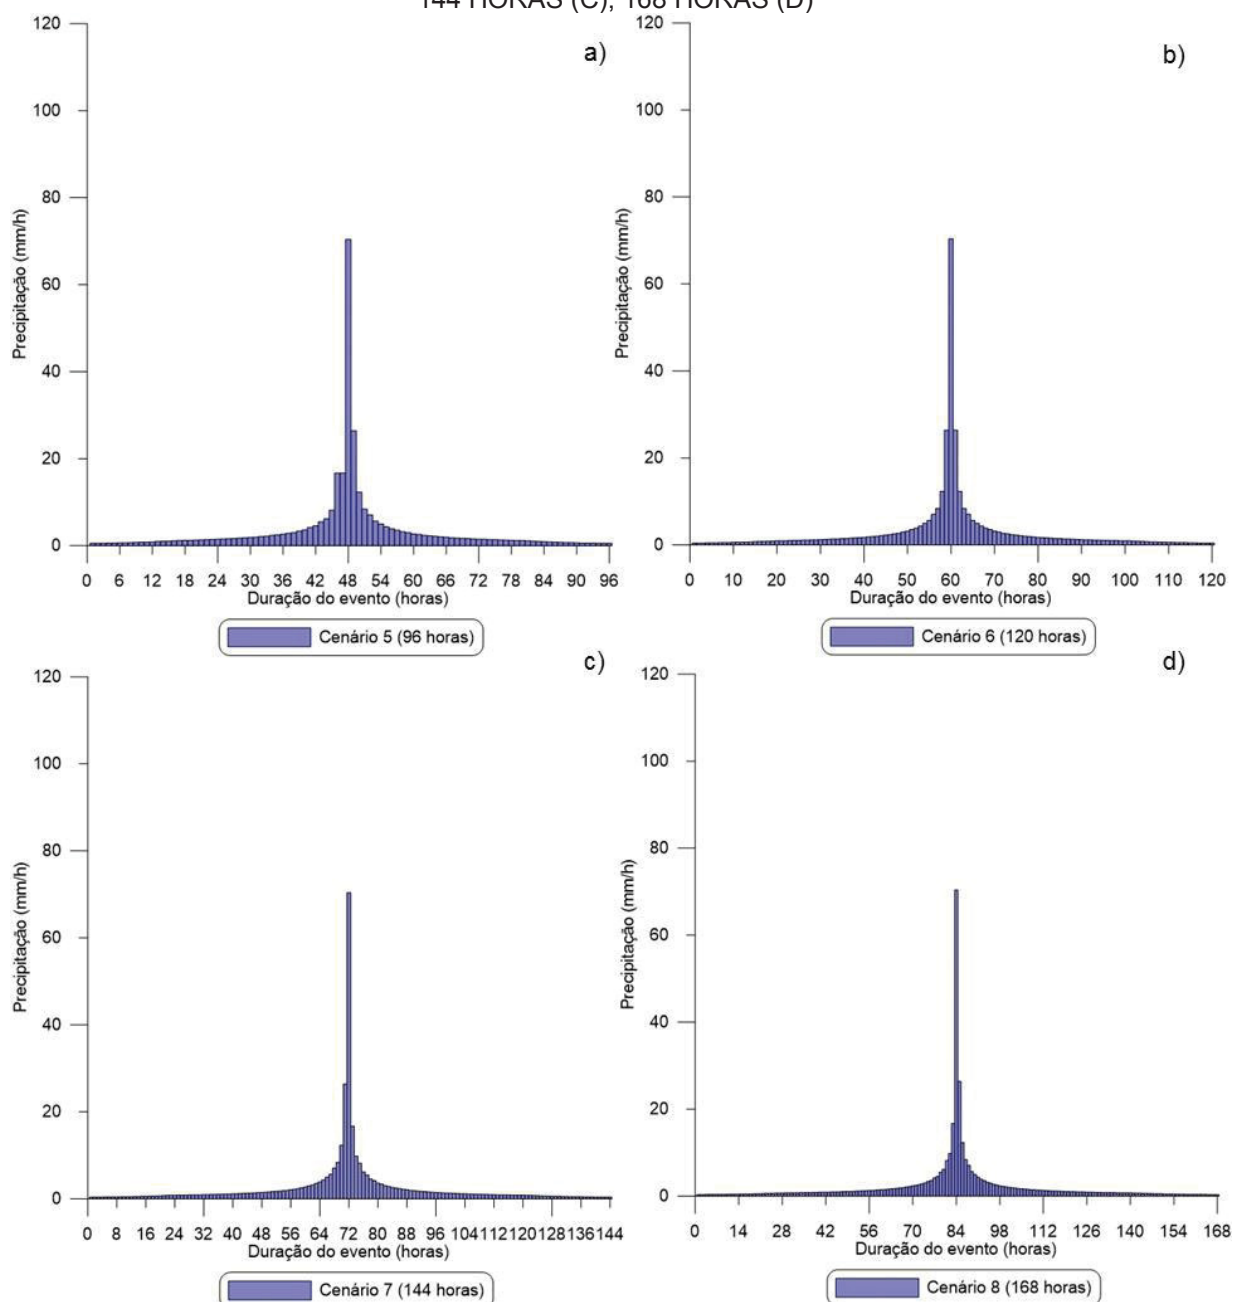 144 HORAS (C), 168 HORAS (D)
a)
120
100
80
60
40
20
0
Precipitação (mm/h)
0 6 12 18 24 30 36 42 48 54 60 66 72 78 84 90 96
Duração do evento (horas)
Cenário 5 (96 horas)
b)
120
100
80
60
40
20
0
Precipitação (mm/h)
0 10 20 30 40 50 60 70 80 90 100 110 120
Duração do evento (horas)
Cenário 6 (120 horas)
c)
120
100
80
60
40
20
0
Precipitação (mm/h)
0 8 16 24 32 40 48 56 64 72 80 88 96 104 112 120 128 136 144
Duração do evento (horas)
Cenário 7 (144 horas)
d)
120
100
80
60
40
20
0
Precipitação (mm/h)
0 14 28 42 56 70 84 98 112 126 140 154 168
Duração do evento (horas)
Cenário 8 (168 horas)